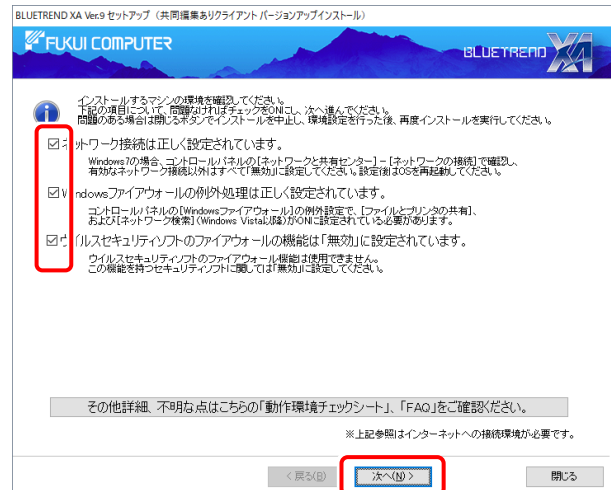 BLUETREND XA Ver.9 セットアップ（共同編集ありクライアント バージョンアップインストール）
FUKUI COMPUTER
BLUETREND XA
インストールするマシンの環境を確認してください。
下記の項目について、問題なければチェックをONにし、次へ進んでください。
問題のある場合は閉じるボタンでインストールを中止し、環境設定を行った後、再度インストールを実行してください。
ネットワーク接続は正しく設定されています。
Windows7の場合、コントロールパネルの[ネットワークと共有センター]－[ネットワークの接続]で確認し、
有効なネットワーク接続以外はすべて「無効」に設定してください。設定後はOSを再起動してください。
Windowsファイアウォールの例外処理は正しく設定されています。
コントロールパネルの[Windowsファイアウォール]の例外設定で、[ファイルとプリンタの共有]、
および[ネットワーク検索](Windows Vista以降)がONに設定されている必要があります。
ウイルスセキュリティソフトのファイアウォールの機能は「無効」に設定されています。
ウイルスセキュリティソフトのファイアウォール機能は使用できません。
この機能を持つセキュリティソフトに関しては「無効」に設定してください。
その他詳細、不明な点はこちらの「動作環境チェックシート」、「FAQ」をご確認ください。
※上記参照はインターネットへの接続環境が必要です。
< 戻る(B)
次へ(N) >
閉じる